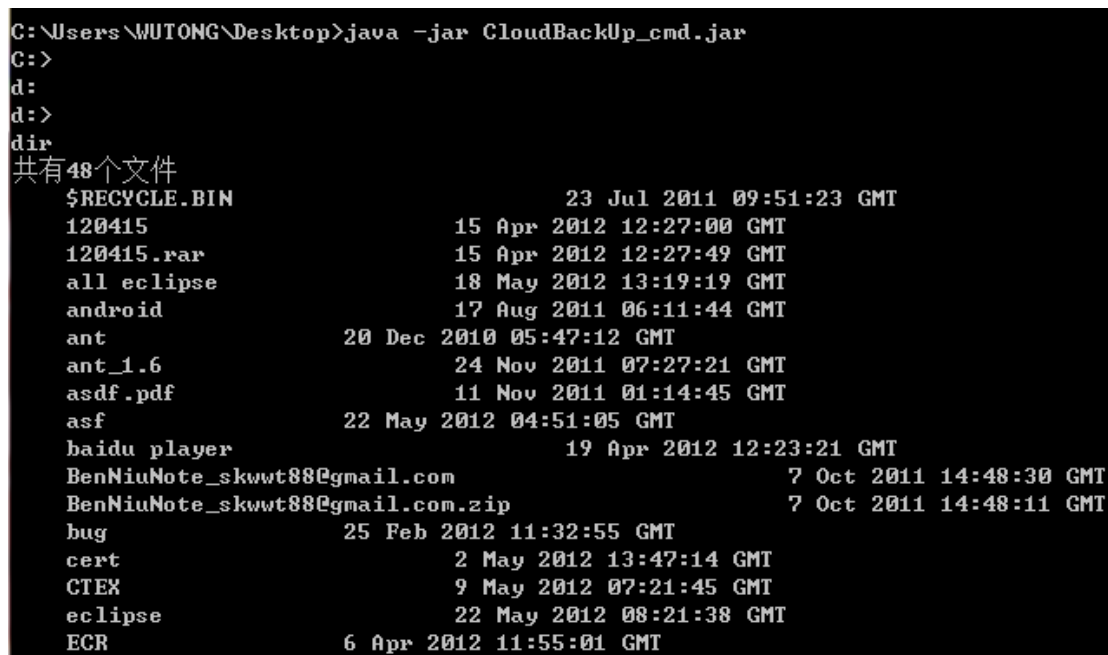 C:\Users\WUTONG\Desktop>java -jar CloudBackUp_cmd.jar
C:>
d:
d:>
dir
共有48个文件
$RECYCLE.BIN 23 Jul 2011 09:51:23 GMT
120415 15 Apr 2012 12:27:00 GMT
120415.rar 15 Apr 2012 12:27:49 GMT
all eclipse 18 May 2012 13:19:19 GMT
android 17 Aug 2011 06:11:44 GMT
ant 20 Dec 2010 05:47:12 GMT
ant_1.6 24 Nov 2011 07:27:21 GMT
asdf.pdf 11 Nov 2011 01:14:45 GMT
asf 22 May 2012 04:51:05 GMT
baidu player 19 Apr 2012 12:23:21 GMT
BenNiuNote_skwwt88@gmail.com 7 Oct 2011 14:48:30 GMT
BenNiuNote_skwwt88@gmail.com.zip 7 Oct 2011 14:48:11 GMT
bug 25 Feb 2012 11:32:55 GMT
cert 2 May 2012 13:47:14 GMT
CTEX 9 May 2012 07:21:45 GMT
eclipse 22 May 2012 08:21:38 GMT
ECR 6 Apr 2012 11:55:01 GMT